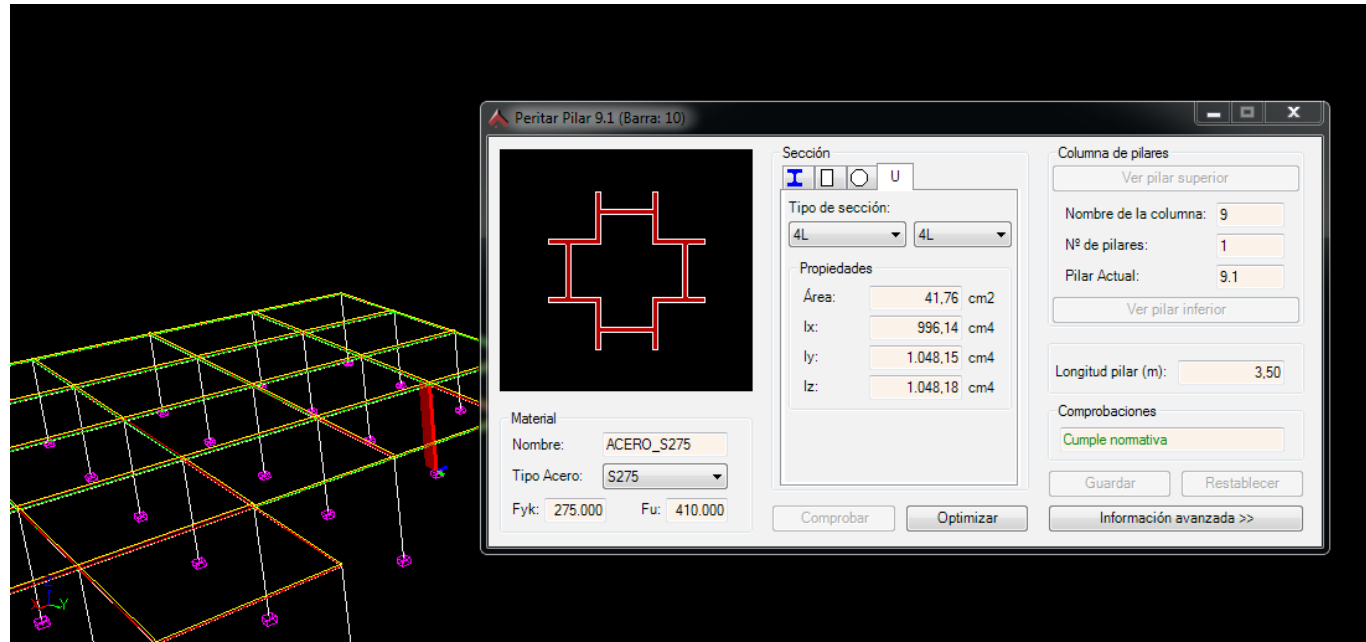 Peritar Pilar 9.1 (Barra: 10)
Sección
U
Tipo de sección:
4L 4L
Propiedades
Área: 41,76 cm2
Ix: 996,14 cm4
Iy: 1.048,15 cm4
Iz: 1.048,18 cm4
Columna de pilares
Ver pilar superior
Nombre de la columna: 9
Nº de pilares: 1
Pilar Actual: 9.1
Ver pilar inferior
Longitud pilar (m): 3,50
Comprobaciones
Cumple normativa
Material
Nombre: ACERO_S275
Tipo Acero: S275
Fyk: 275.000 Fu: 410.000
Comprobar Optimizar
Guardar Restablecer
Información avanzada >>
X Y